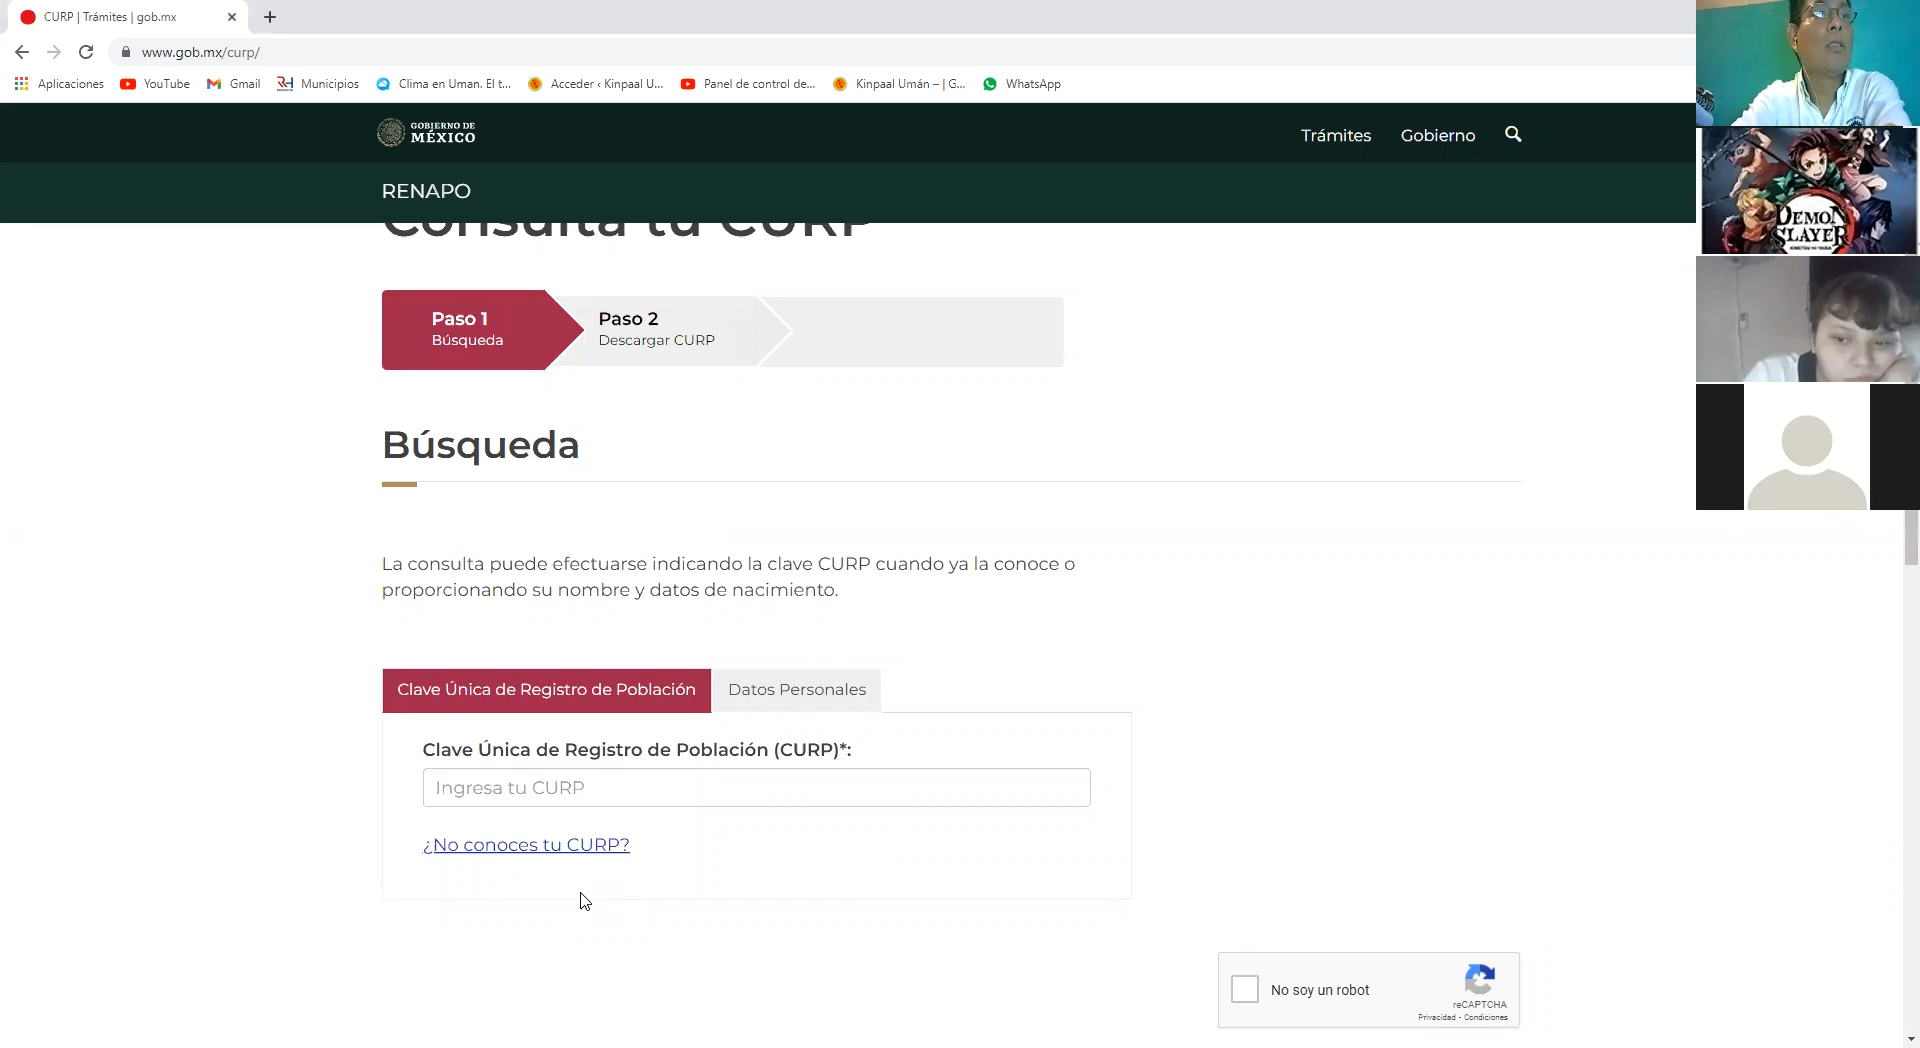 CURP | Trámites | gob.mx
www.gob.mx/curp/
Aplicaciones YouTube Gmail Municipios Clima en Uman. El t... Acceder ‹ Kinpaal U... Panel de control de... Kinpaal Umán – | G... WhatsApp
GOBIERNO DE
MÉXICO
Trámites Gobierno
RENAPO
Consulta tu CURP
Paso 1
Búsqueda
Paso 2
Descargar CURP
Búsqueda
La consulta puede efectuarse indicando la clave CURP cuando ya la conoce o
proporcionando su nombre y datos de nacimiento.
Clave Única de Registro de Población Datos Personales
Clave Única de Registro de Población (CURP)*:
Ingresa tu CURP
¿No conoces tu CURP?
No soy un robot
reCAPTCHA
Privacidad - Condiciones
DEMON
SLAYER